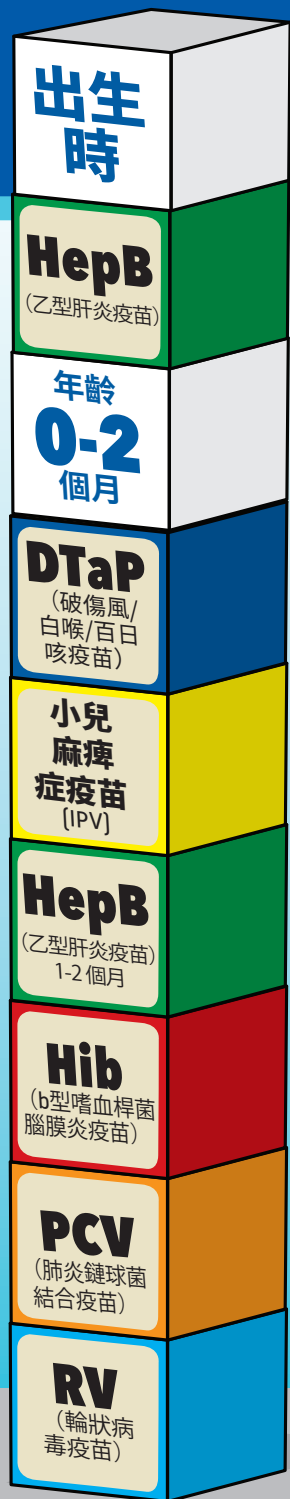 出生
時
HepB
(乙型肝炎疫苗)
年齡
0-2
個月
DTaP
(破傷風/
白喉/百日
咳疫苗)
小兒
麻痺
症疫苗
[IPV]
HepB
(乙型肝炎疫苗)
1-2個月
Hib
(b型嗜血桿菌
腦膜炎疫苗)
PCV
(肺炎鏈球菌
結合疫苗)
RV
(輪狀病
毒疫苗)